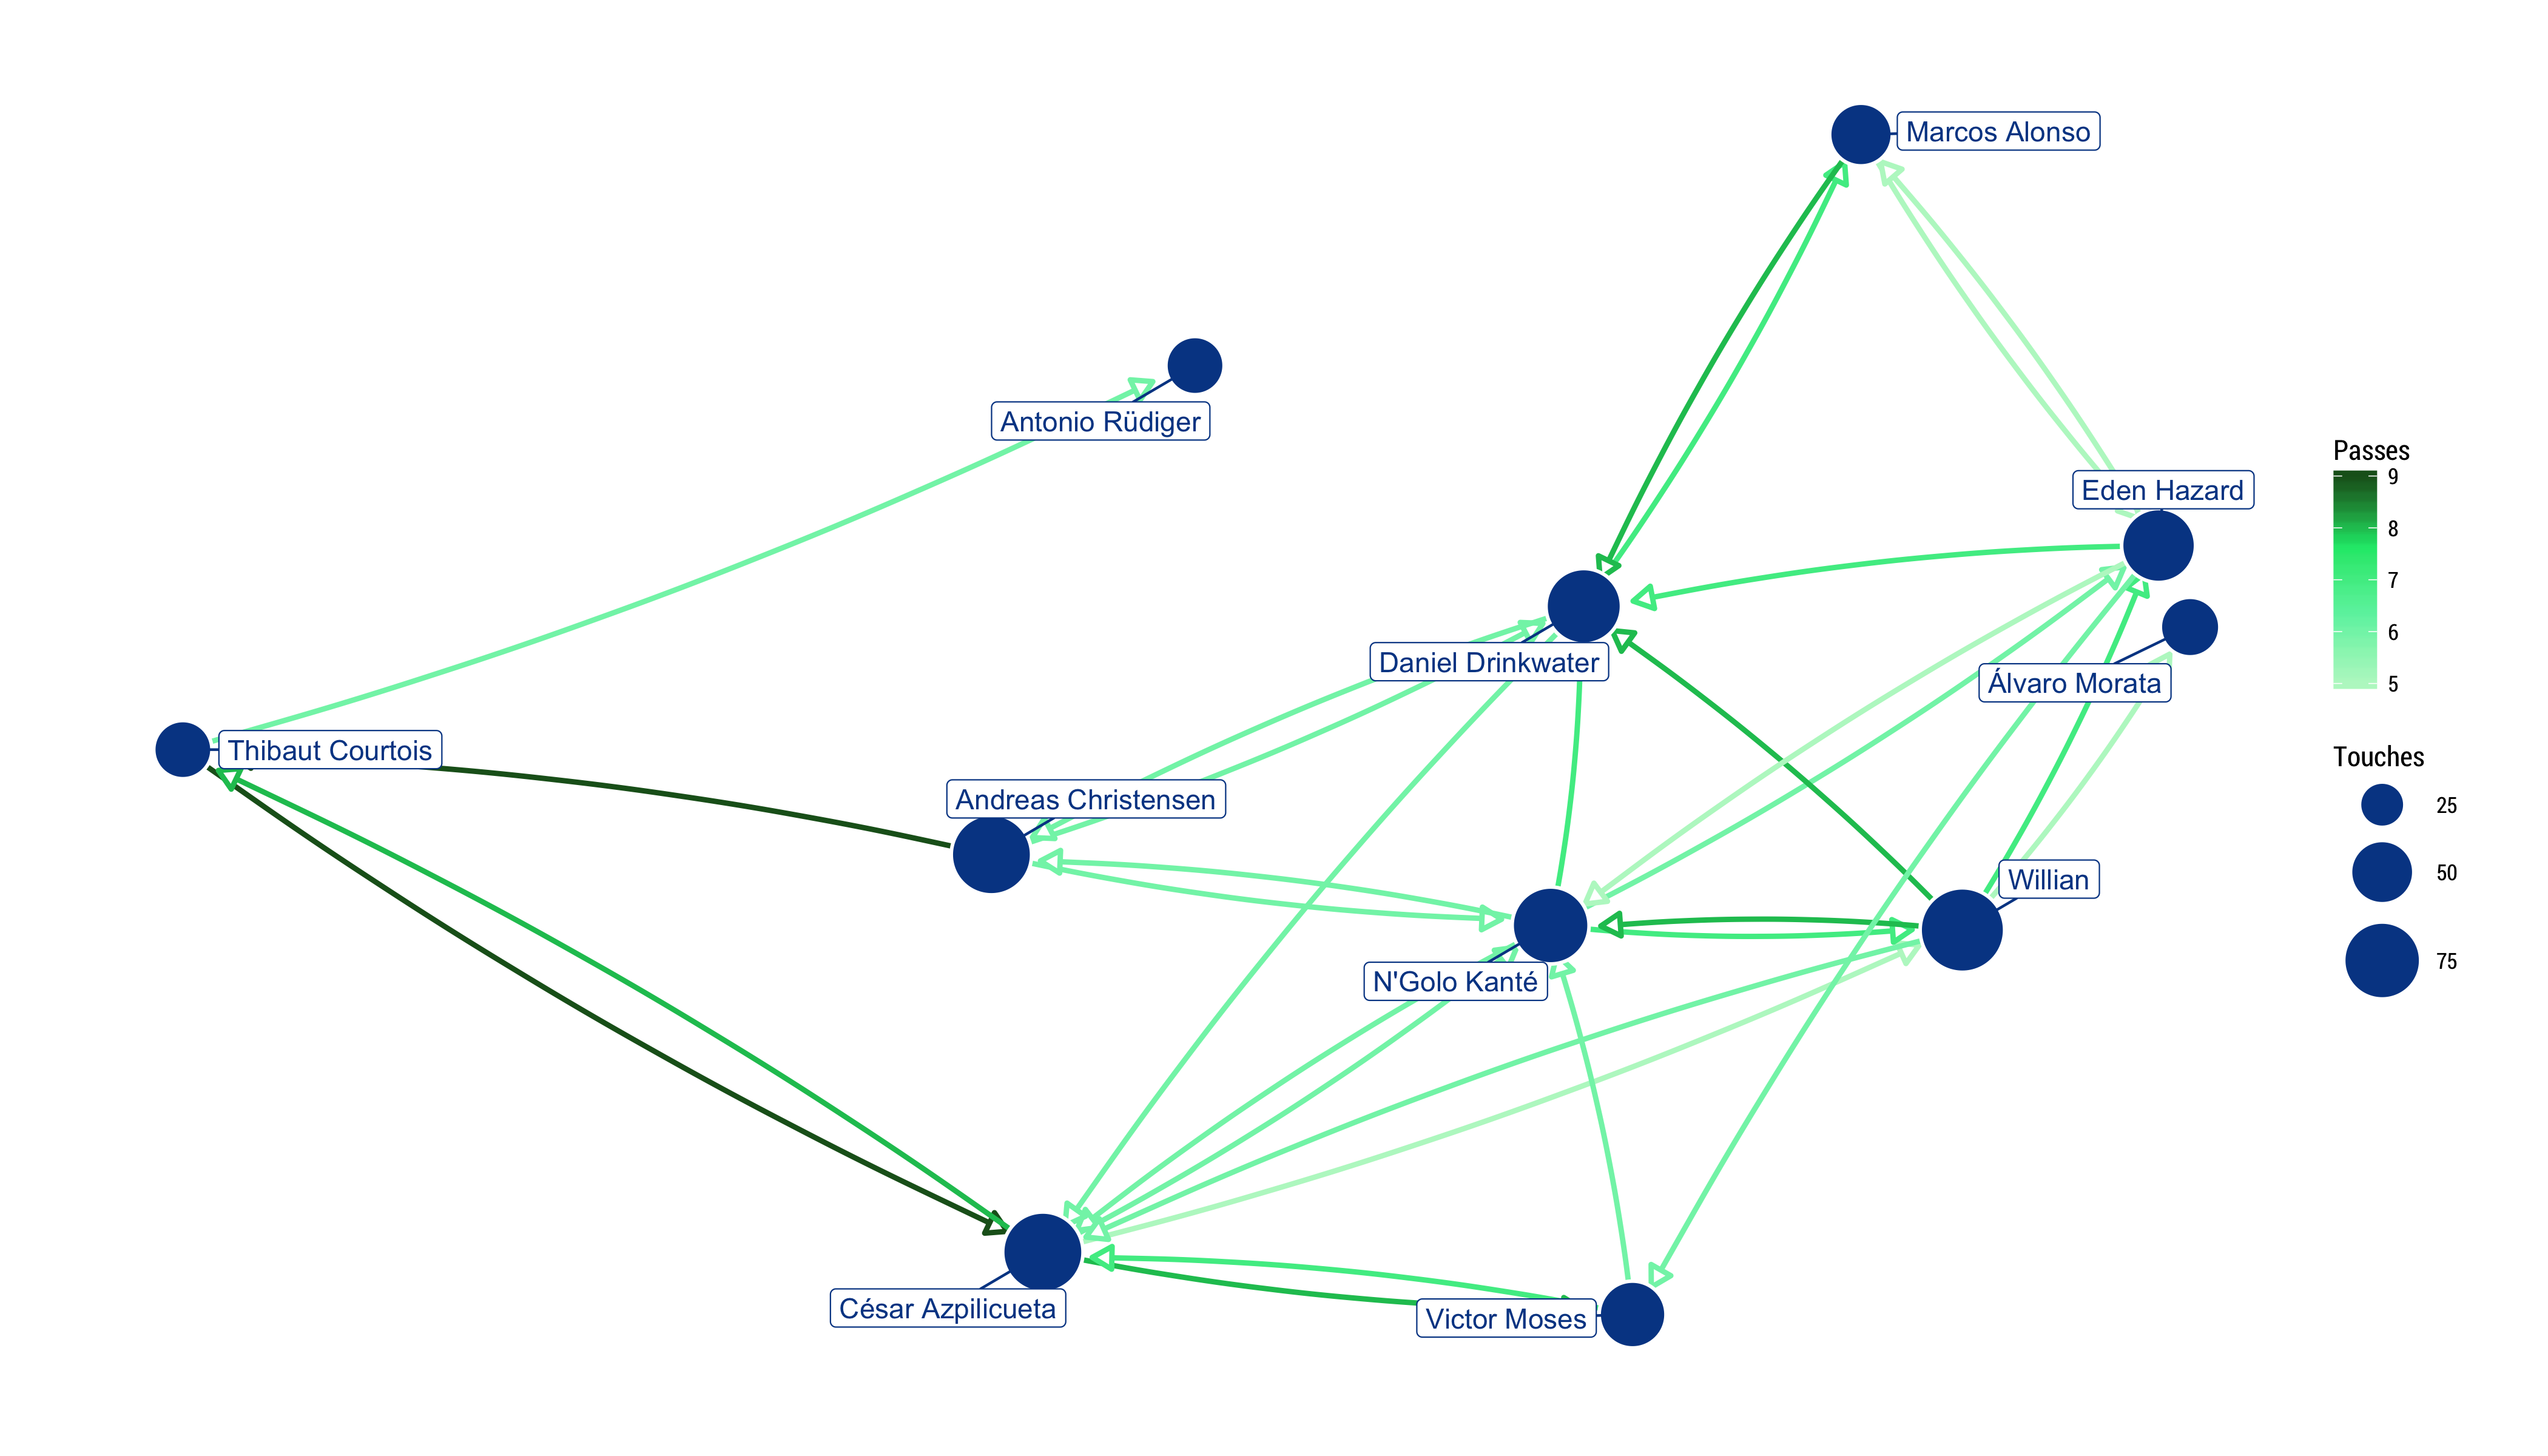 Marcos Alonso
Antonio Rüdiger
Eden Hazard
Daniel Drinkwater
Álvaro Morata
Thibaut Courtois
Andreas Christensen
Willian
N'Golo Kanté
César Azpilicueta
Victor Moses
Passes
9
8
7
6
5
Touches
25
50
75